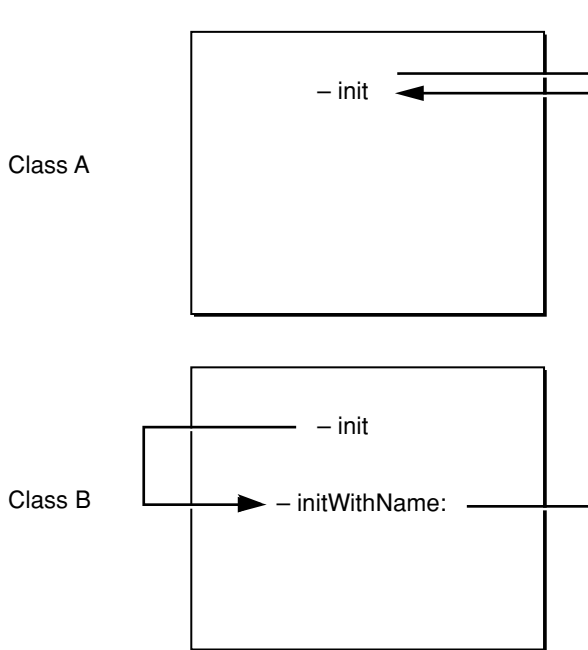 – init
Class A
– init
Class B
– initWithName: